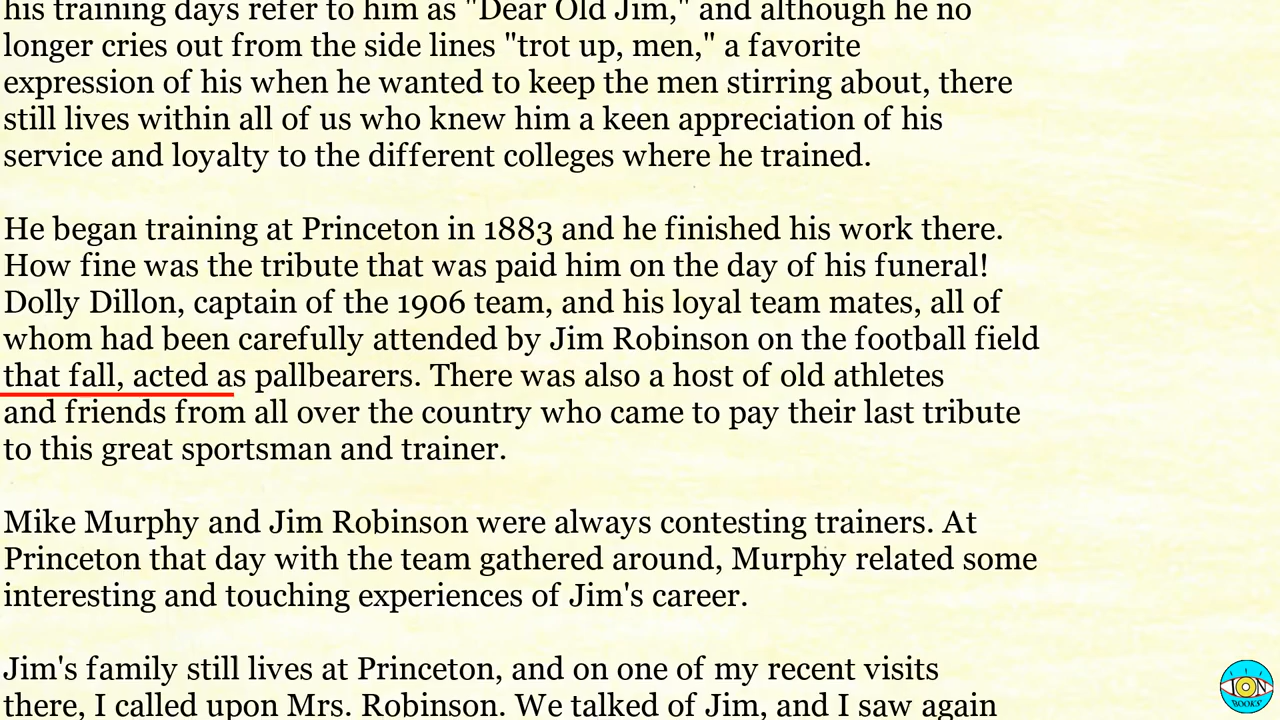 his training days refer to him as "Dear Old Jim," and although he no
longer cries out from the side lines "trot up, men," a favorite
expression of his when he wanted to keep the men stirring about, there
still lives within all of us who knew him a keen appreciation of his
service and loyalty to the different colleges where he trained.
He began training at Princeton in 1883 and he finished his work there.
How fine was the tribute that was paid him on the day of his funeral!
Dolly Dillon, captain of the 1906 team, and his loyal team mates, all of
whom had been carefully attended by Jim Robinson on the football field
that fall, acted as pallbearers. There was also a host of old athletes
and friends from all over the country who came to pay their last tribute
to this great sportsman and trainer.
Mike Murphy and Jim Robinson were always contesting trainers. At
Princeton that day with the team gathered around, Murphy related some
interesting and touching experiences of Jim's career.
Jim's family still lives at Princeton, and on one of my recent visits
there, I called upon Mrs. Robinson. We talked of Jim, and I saw again
ION
BOOKS